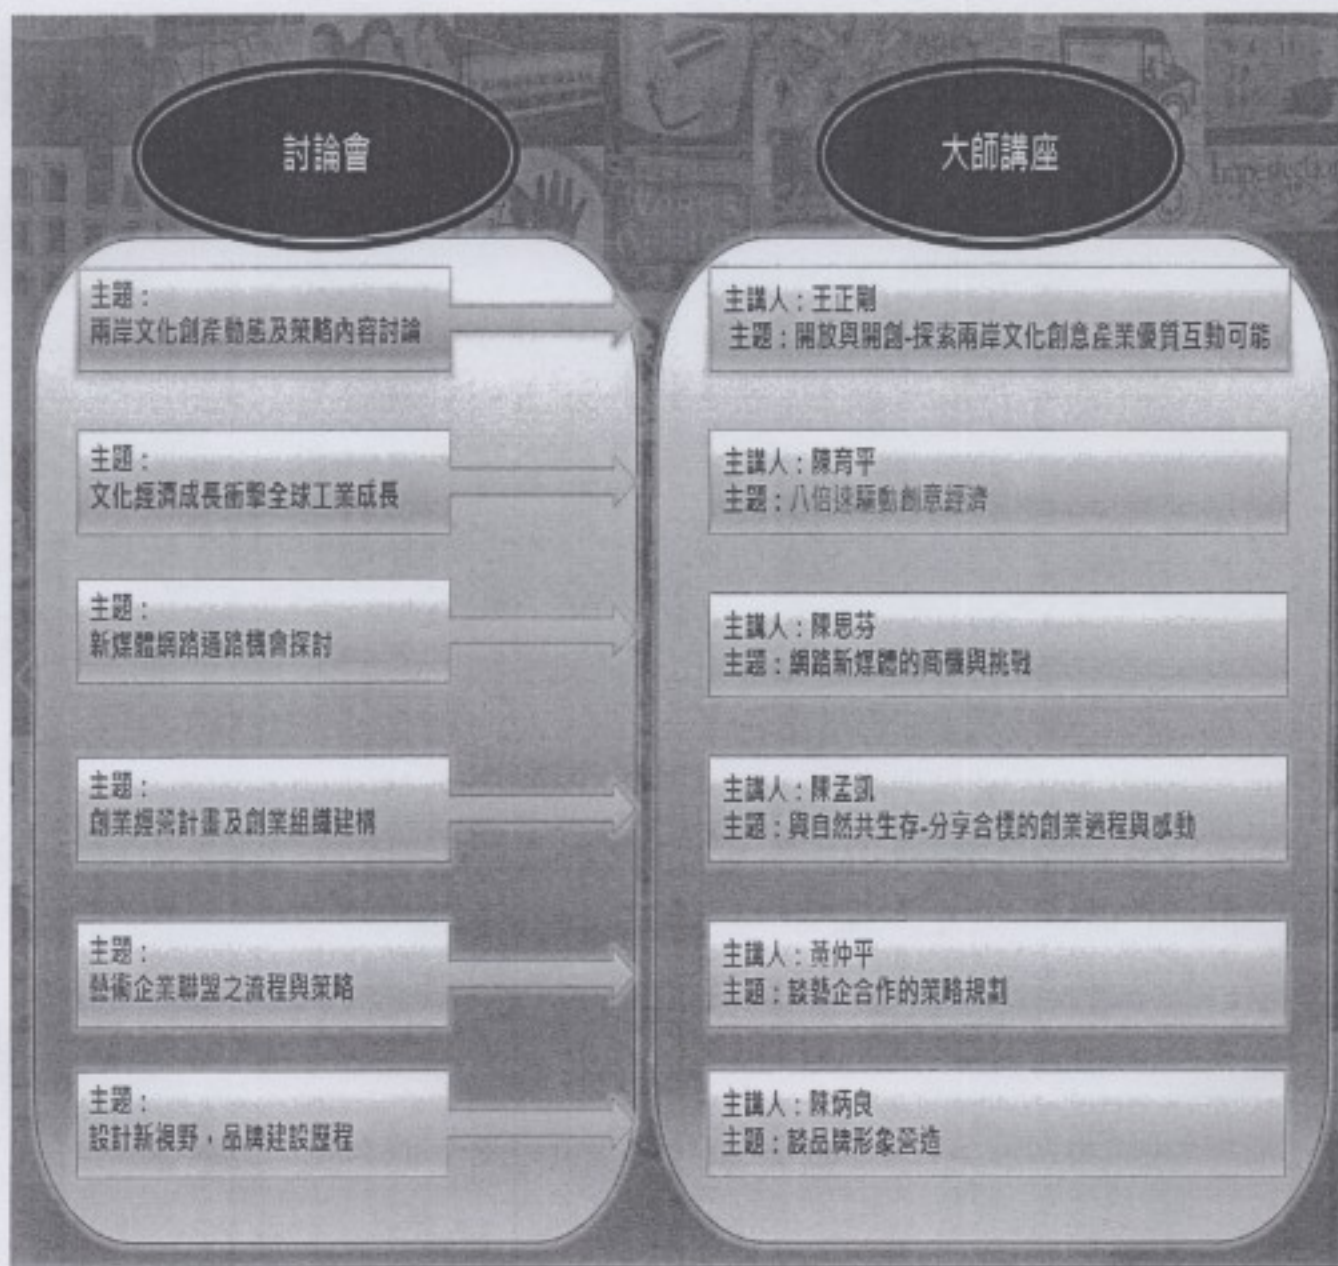 討論會
大師講座
主題：
兩岸文化創產動態及策略內容討論
主講人：王正剛
主題：開放與開創-探索兩岸文化創意產業優質互動可能
主題：
文化經濟成長衝擊全球工業成長
主講人：陳育平
主題：八倍速驅動創意經濟
主題：
新媒體網路通路機會探討
主講人：陳思芬
主題：網路新媒體的商機與挑戰
主題：
創業經營計畫及創業組織建構
主講人：陳孟凱
主題：與自然共生存-分享合樸的創業過程與感動
主題：
藝術企業聯盟之流程與策略
主講人：黃仲平
主題：談藝企合作的策略規劃
主題：
設計新視野，品牌建設歷程
主講人：陳炳良
主題：談品牌形象營造